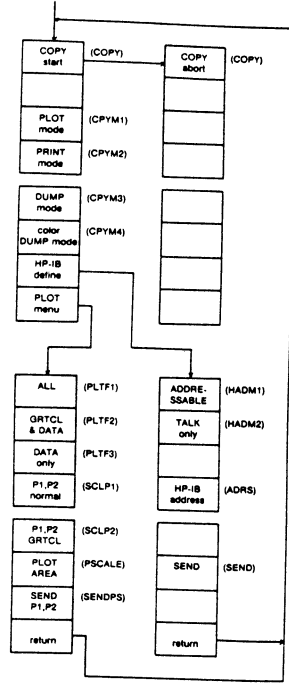 COPY
start
(COPY)
COPY
abort
(COPY)
PLOT
mode
(CPYM1)
PRINT
mode
(CPYM2)
DUMP
mode
(CPYM3)
color
DUMP mode
(CPYM4)
HP-IB
define
PLOT
menu
ALL
(PLTF1)
GRTCL
& DATA
(PLTF2)
DATA
only
(PLTF3)
P1,P2
normal
(SCLP1)
P1,P2
GRTCL
(SCLP2)
PLOT
AREA
(PSCALE)
SEND
P1,P2
(SENDPS)
return
ADDRE-
SSABLE
(HADM1)
TALK
only
(HADM2)
HP-IB
address
(ADRS)
SEND
(SEND)
return